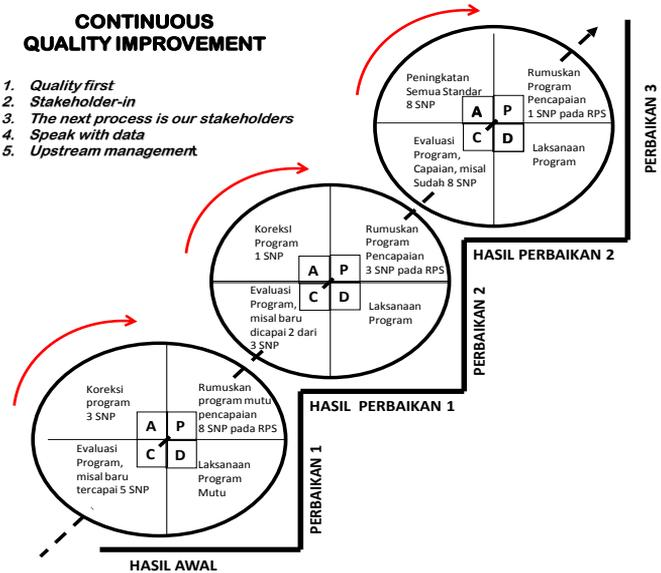 CONTINUOUS
QUALITY IMPROVEMENT
1. Quality first
2. Stakeholder-in
3. The next process is our stakeholders
4. Speak with data
5. Upstream management
Peningkatan
Semua Standar
8 SNP
Rumuskan
Program
Pencapaian
1 SNP pada RPS
A P
C D
Evaluasi
Program,
Capaian, misal
Sudah 8 SNP
Laksanaan
Program
PERBAIKAN 3
HASIL PERBAIKAN 2
Koreksl
Program
1 SNP
Rumuskan
Program
Pencapaian
3 SNP pada RPS
A P
C D
Evaluasi
Program,
misal baru
dicapai 2 dari
3 SNP
Laksanaan
Program
PERBAIKAN 2
HASIL PERBAIKAN 1
Koreksi
program
3 SNP
Rumuskan
program mutu
pencapaian
8 SNP pada RPS
A P
C D
Evaluasi
Program,
misal baru
tercapai 5 SNP
Laksanaan
Program
Mutu
PERBAIKAN 1
HASIL AWAL